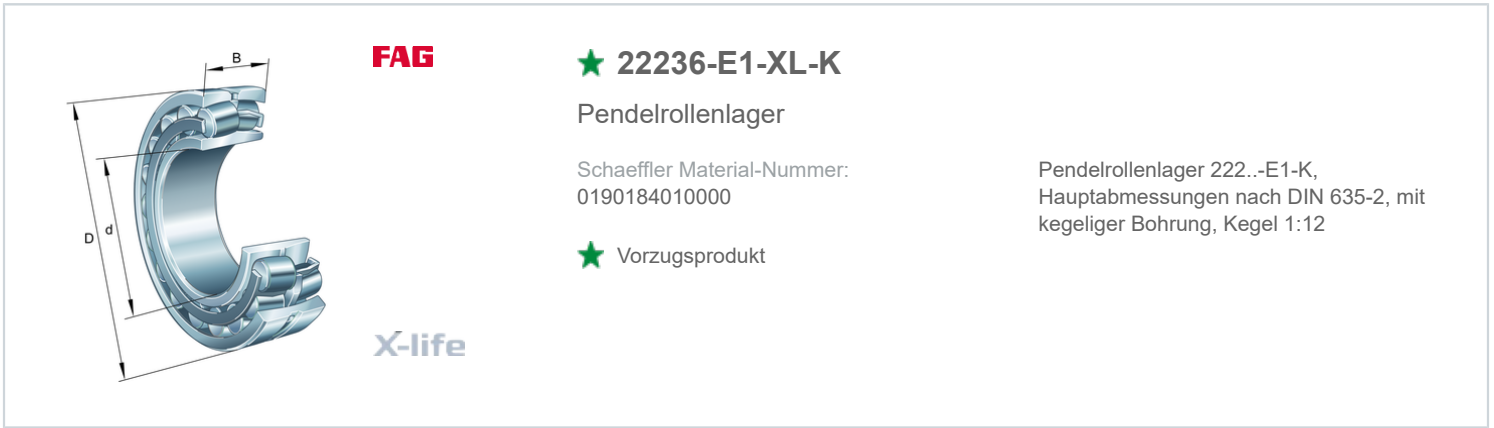 B
D
d
FAG
X-life
22236-E1-XL-K
Pendelrollenlager
Schaeffler Material-Nummer:
0190184010000
Vorzugsprodukt
Pendelrollenlager 222..-E1-K,
Hauptabmessungen nach DIN 635-2, mit
kegeliger Bohrung, Kegel 1:12